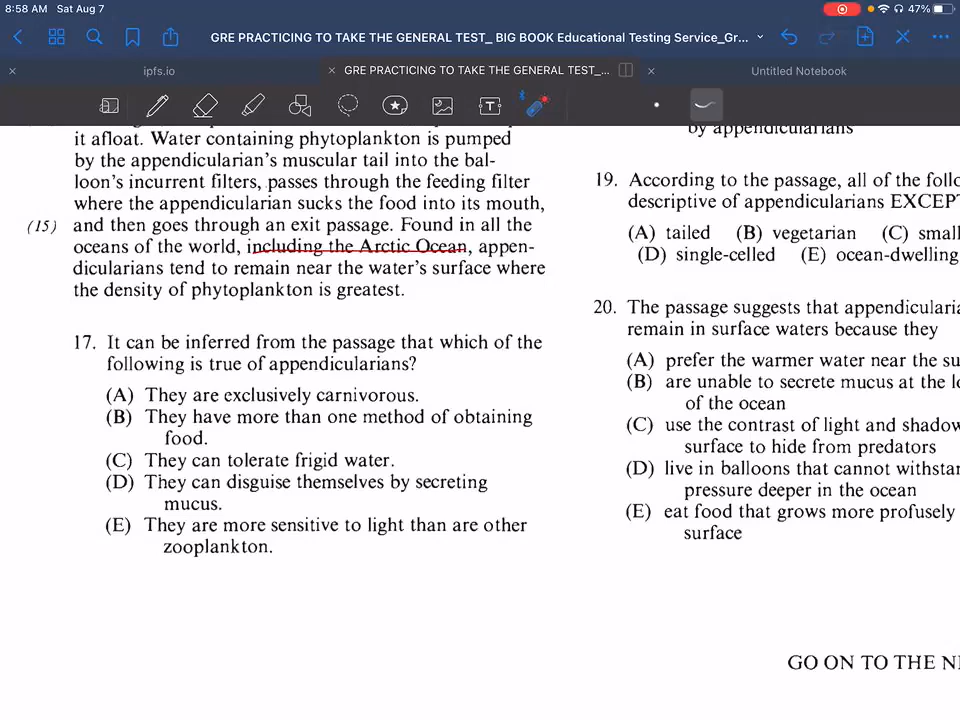 8:58 AM Sat Aug 7
47%
GRE PRACTICING TO TAKE THE GENERAL TEST_ BIG BOOK Educational Testing Service_Gr...
ipfs.io
GRE PRACTICING TO TAKE THE GENERAL TEST_...
Untitled Notebook
it afloat. Water containing phytoplankton is pumped
by the appendicularian's muscular tail into the bal-
loon's incurrent filters, passes through the feeding filter
where the appendicularian sucks the food into its mouth,
(15) and then goes through an exit passage. Found in all the
oceans of the world, including the Arctic Ocean, appen-
dicularians tend to remain near the water's surface where
the density of phytoplankton is greatest.
17. It can be inferred from the passage that which of the
following is true of appendicularians?
(A) They are exclusively carnivorous.
(B) They have more than one method of obtaining
food.
(C) They can tolerate frigid water.
(D) They can disguise themselves by secreting
mucus.
(E) They are more sensitive to light than are other
zooplankton.
by appendicularians
19. According to the passage, all of the follo
descriptive of appendicularians EXCEPT
(A) tailed (B) vegetarian (C) small
(D) single-celled (E) ocean-dwelling
20. The passage suggests that appendicularia
remain in surface waters because they
(A) prefer the warmer water near the su
(B) are unable to secrete mucus at the lo
of the ocean
(C) use the contrast of light and shadow
surface to hide from predators
(D) live in balloons that cannot withstan
pressure deeper in the ocean
(E) eat food that grows more profusely
surface
GO ON TO THE NE